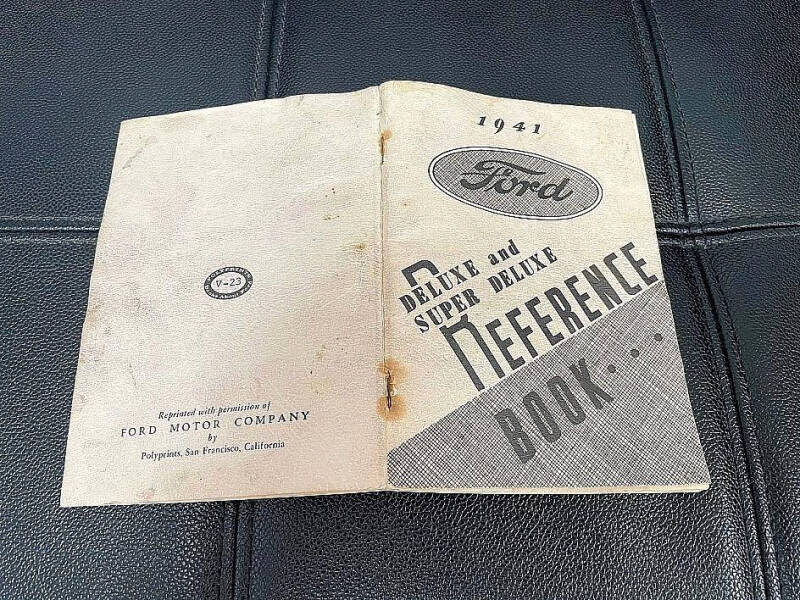 1941
Ford
DELUXE and
SUPER DELUXE
REFERENCE
BOOK...
POLYPRINTS
V-23
Reprinted with permission of
FORD MOTOR COMPANY
by
Polyprints, San Francisco, California